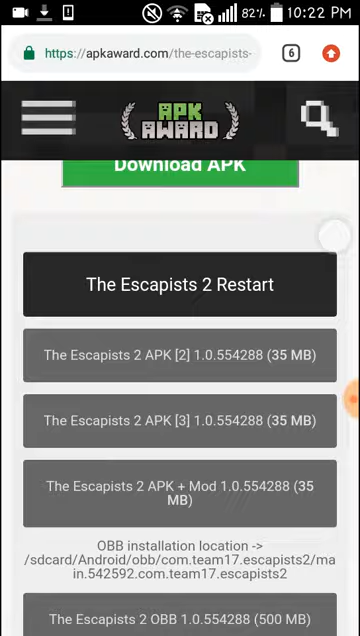 82% 10:22 PM
https://apkaward.com/the-escapists-
6
APK
AWARD
Download APK
The Escapists 2 Restart
The Escapists 2 APK [2] 1.0.554288 (35 MB)
The Escapists 2 APK [3] 1.0.554288 (35 MB)
The Escapists 2 APK + Mod 1.0.554288 (35
MB)
OBB installation location ->
/sdcard/Android/obb/com.team17.escapists2/ma
in.542592.com.team17.escapists2
The Escapists 2 OBB 1.0.554288 (500 MB)